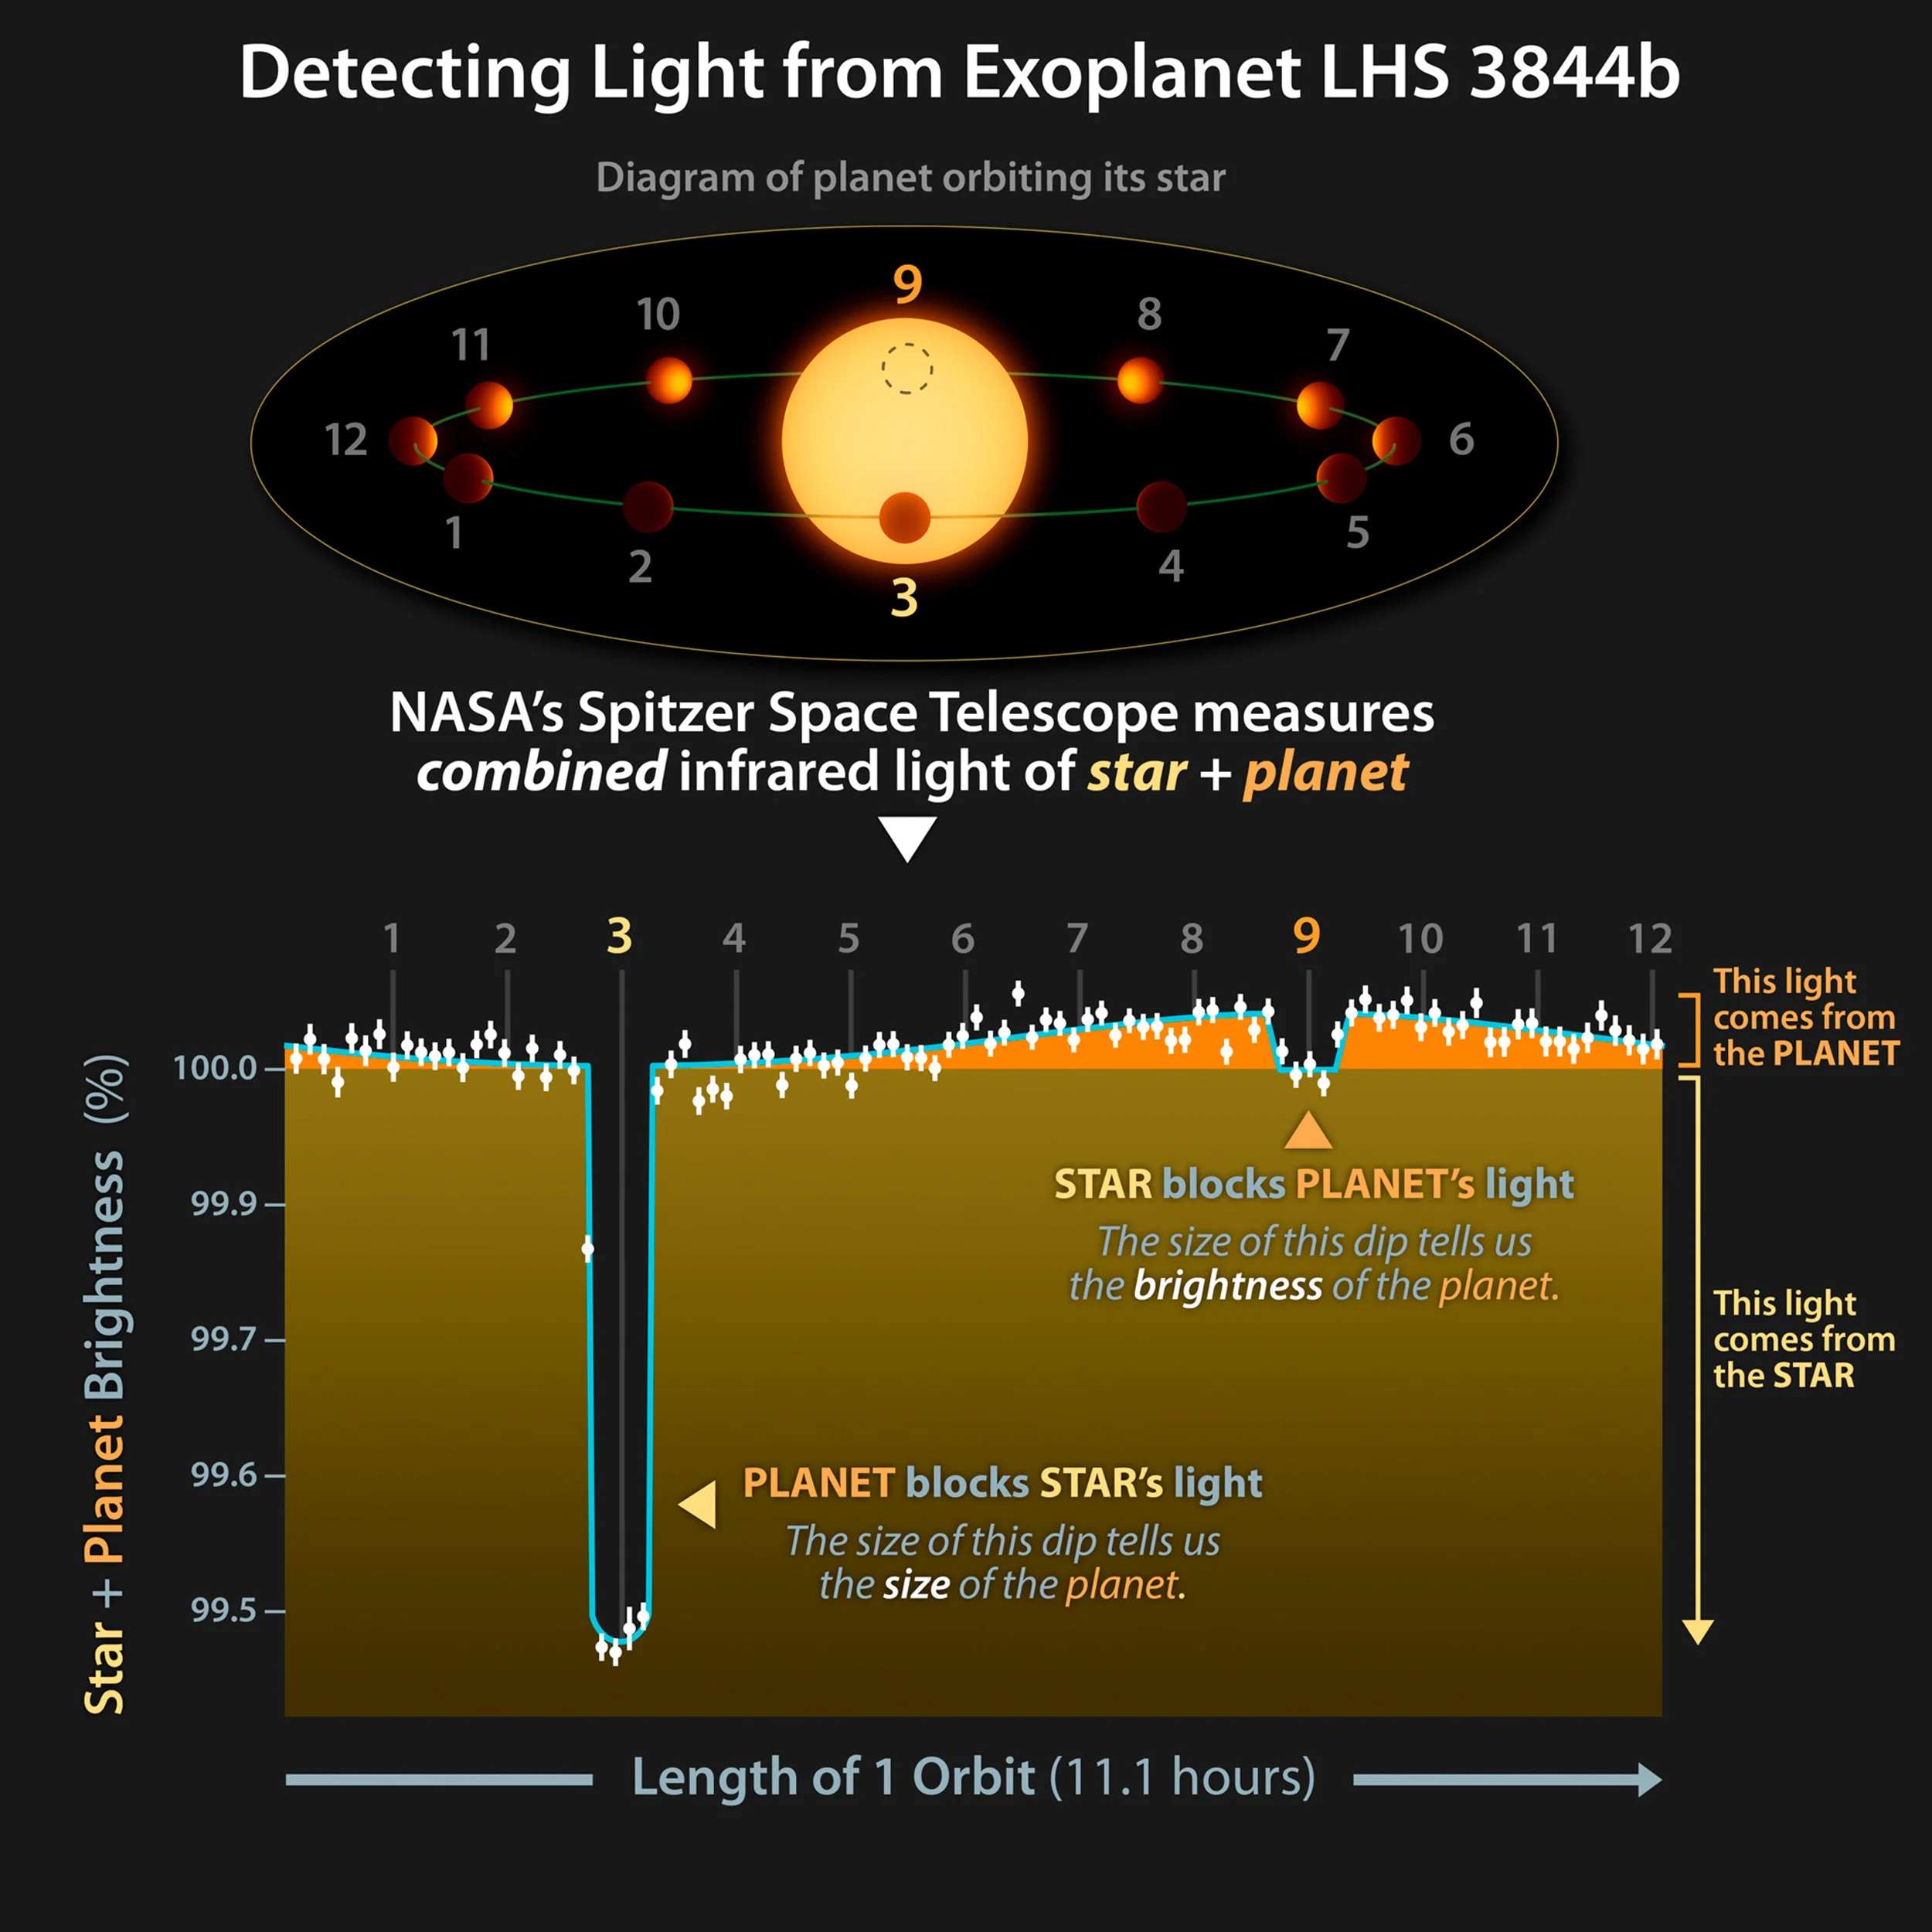 Detecting Light from Exoplanet LHS 3844b
Diagram of planet orbiting its star
9
10
8
11
7
12
6
1
5
2
4
3
NASA’s Spitzer Space Telescope measures
combined infrared light of star + planet
1 2 3 4 5 6 7 8 9 10 11 12
This light
comes from
the PLANET
Star + Planet Brightness (%)
100.0
99.9
99.7
99.6
99.5
STAR blocks PLANET’s light
The size of this dip tells us
the brightness of the planet.
This light
comes from
the STAR
PLANET blocks STAR’s light
The size of this dip tells us
the size of the planet.
Length of 1 Orbit (11.1 hours)